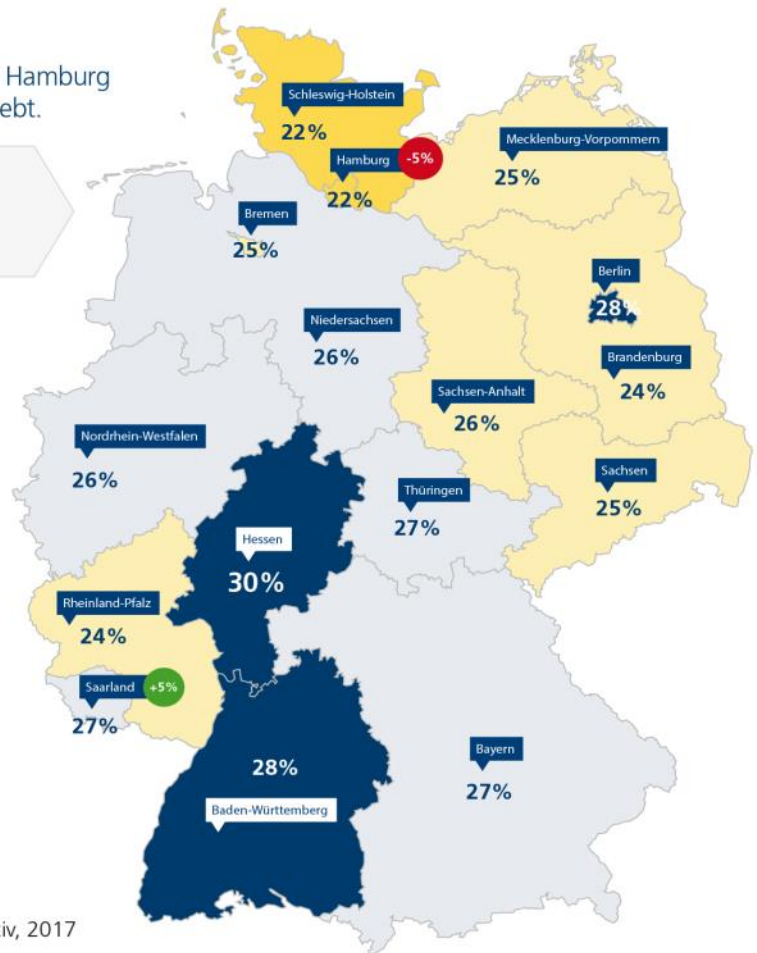 Hamburg
ebt.
Schleswig-Holstein
22%
Hamburg
-5%
22%
Mecklenburg-Vorpommern
25%
Bremen
25%
Berlin
28%
Niedersachsen
26%
Brandenburg
24%
Sachsen-Anhalt
26%
Nordrhein-Westfalen
26%
Sachsen
25%
Thüringen
27%
Hessen
30%
Rheinland-Pfalz
24%
Saarland
+5%
27%
Bayern
27%
28%
Baden-Württemberg
iv, 2017